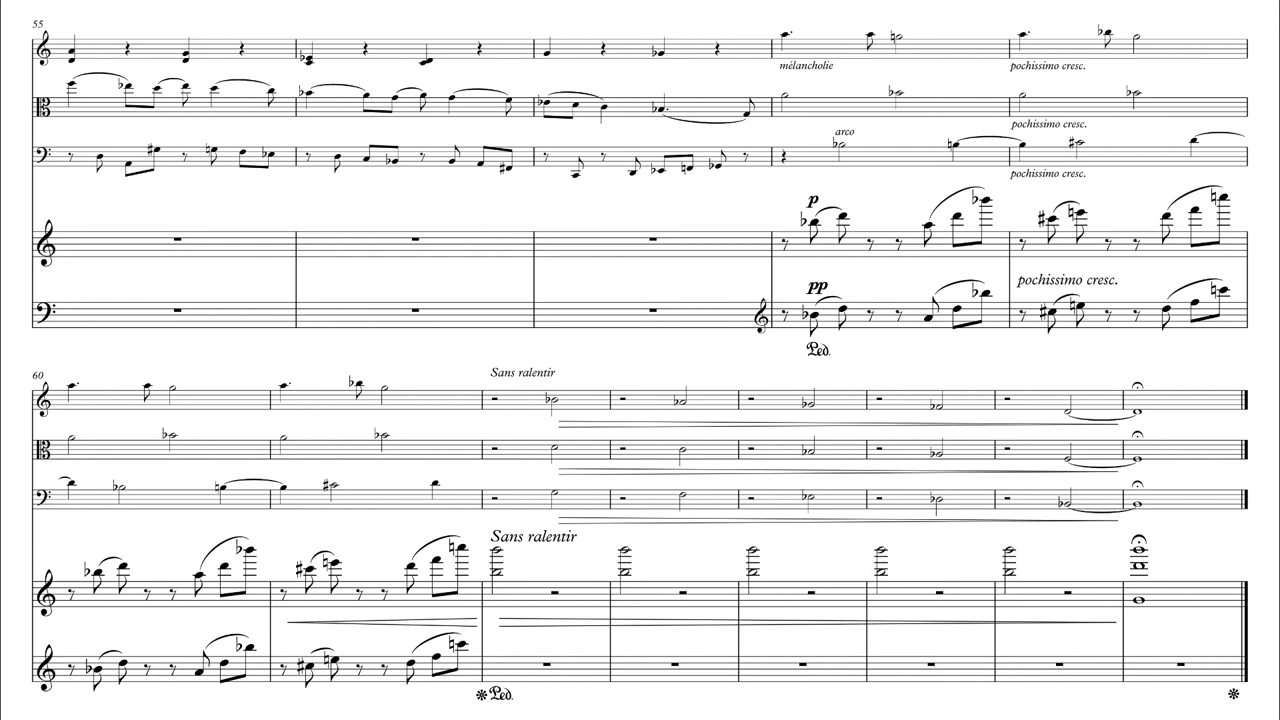 55
mélancholie
pochissimo cresc.
pochissimo cresc.
arco
pochissimo cresc.
p
pp
pochissimo cresc.
Ped.
60
Sans ralentir
Sans ralentir
Ped.